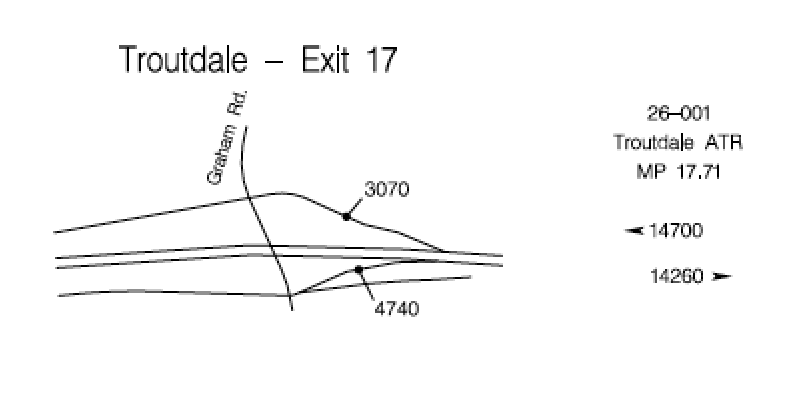 Troutdale – Exit 17
Graham Rd.
3070
4740
26–001
Troutdale ATR
MP 17.71
14700
14260